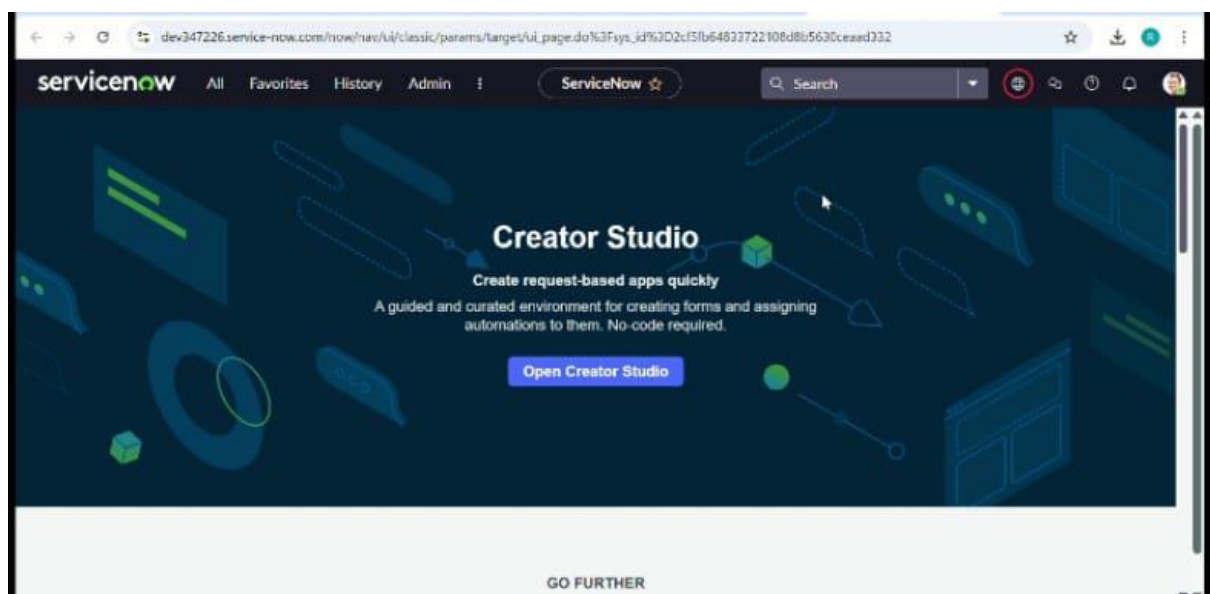 dev347226.service-now.com/now/nav/ui/classic/params/target/ui_page.do%3Fsys_id%3D2cf5fb64833722108d8b5630ceaad332
servicenow All Favorites History Admin ServiceNow Search
Creator Studio
Create request-based apps quickly
A guided and curated environment for creating forms and assigning
automations to them. No-code required.
Open Creator Studio
GO FURTHER